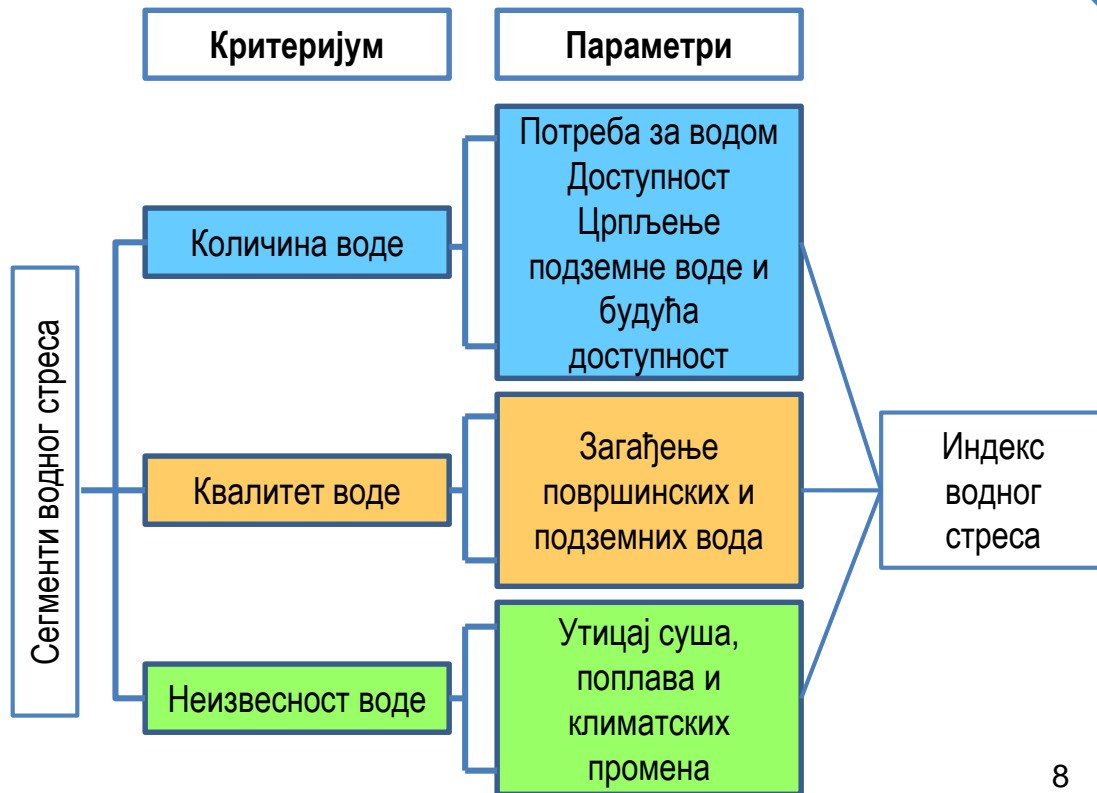 Критеријум
Параметри
Сегменти водног стреса
Количина воде
Потреба за водом
Доступност
Црпљење
подземне воде и
будућа
доступност
Квалитет воде
Загађење
површинских и
подземних вода
Неизвесност воде
Утицај суша,
поплава и
климатских
промена
Индекс
водног
стреса
8